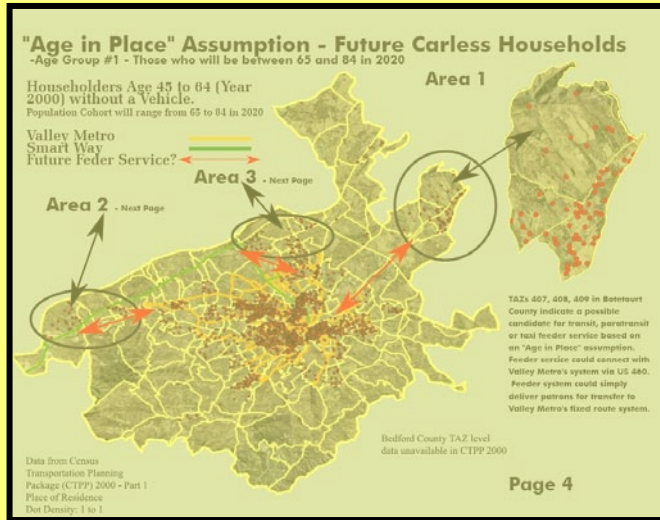 "Age in Place" Assumption - Future Carless Households
-Age Group #1 - Those who will be between 65 and 84 in 2020
Householders Age 45 to 64 (Year
2000) without a Vehicle.
Population Cohort will range from 65 to 84 in 2020
Valley Metro
Smart Way
Future Feder Service?
Area 1
Area 3 - Next Page
Area 2 - Next Page
TAZs 407, 408, 409 in Botetourt
County indicate a possible
candidate for transit, paratransit
or taxi feeder servise based on
an "Age in Place" assumption.
Feeder service could connect with
Valley Metro's system via US 460.
Feeder system could simply
deliver patrons for transfer to
Valley Metro's fixed route system.
Bedford County TAZ level
data unavailable in CTPP 2000
Data from Census
Transportation Planning
Package (CTPP) 2000 - Part 1
Place of Residence
Dot Density: 1 to 1
Page 4